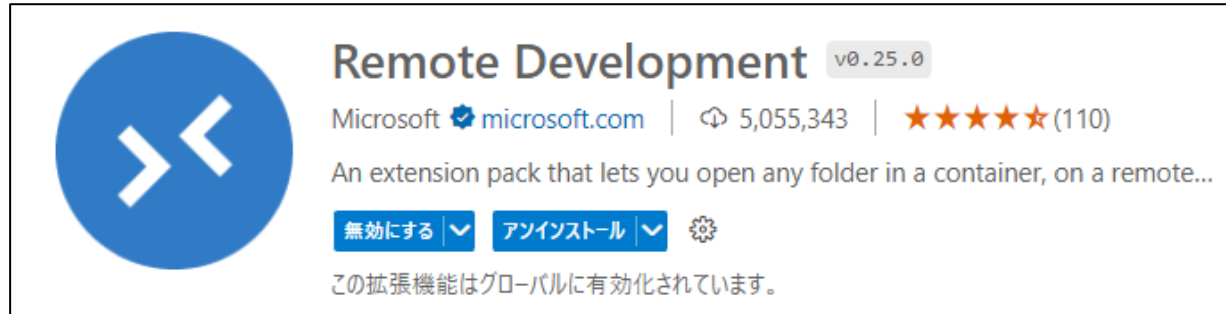 Remote Development v0.25.0
Microsoft microsoft.com 5,055,343 (110)
An extension pack that lets you open any folder in a container, on a remote...
無効にする アンインストール
この拡張機能はグローバルに有効化されています。